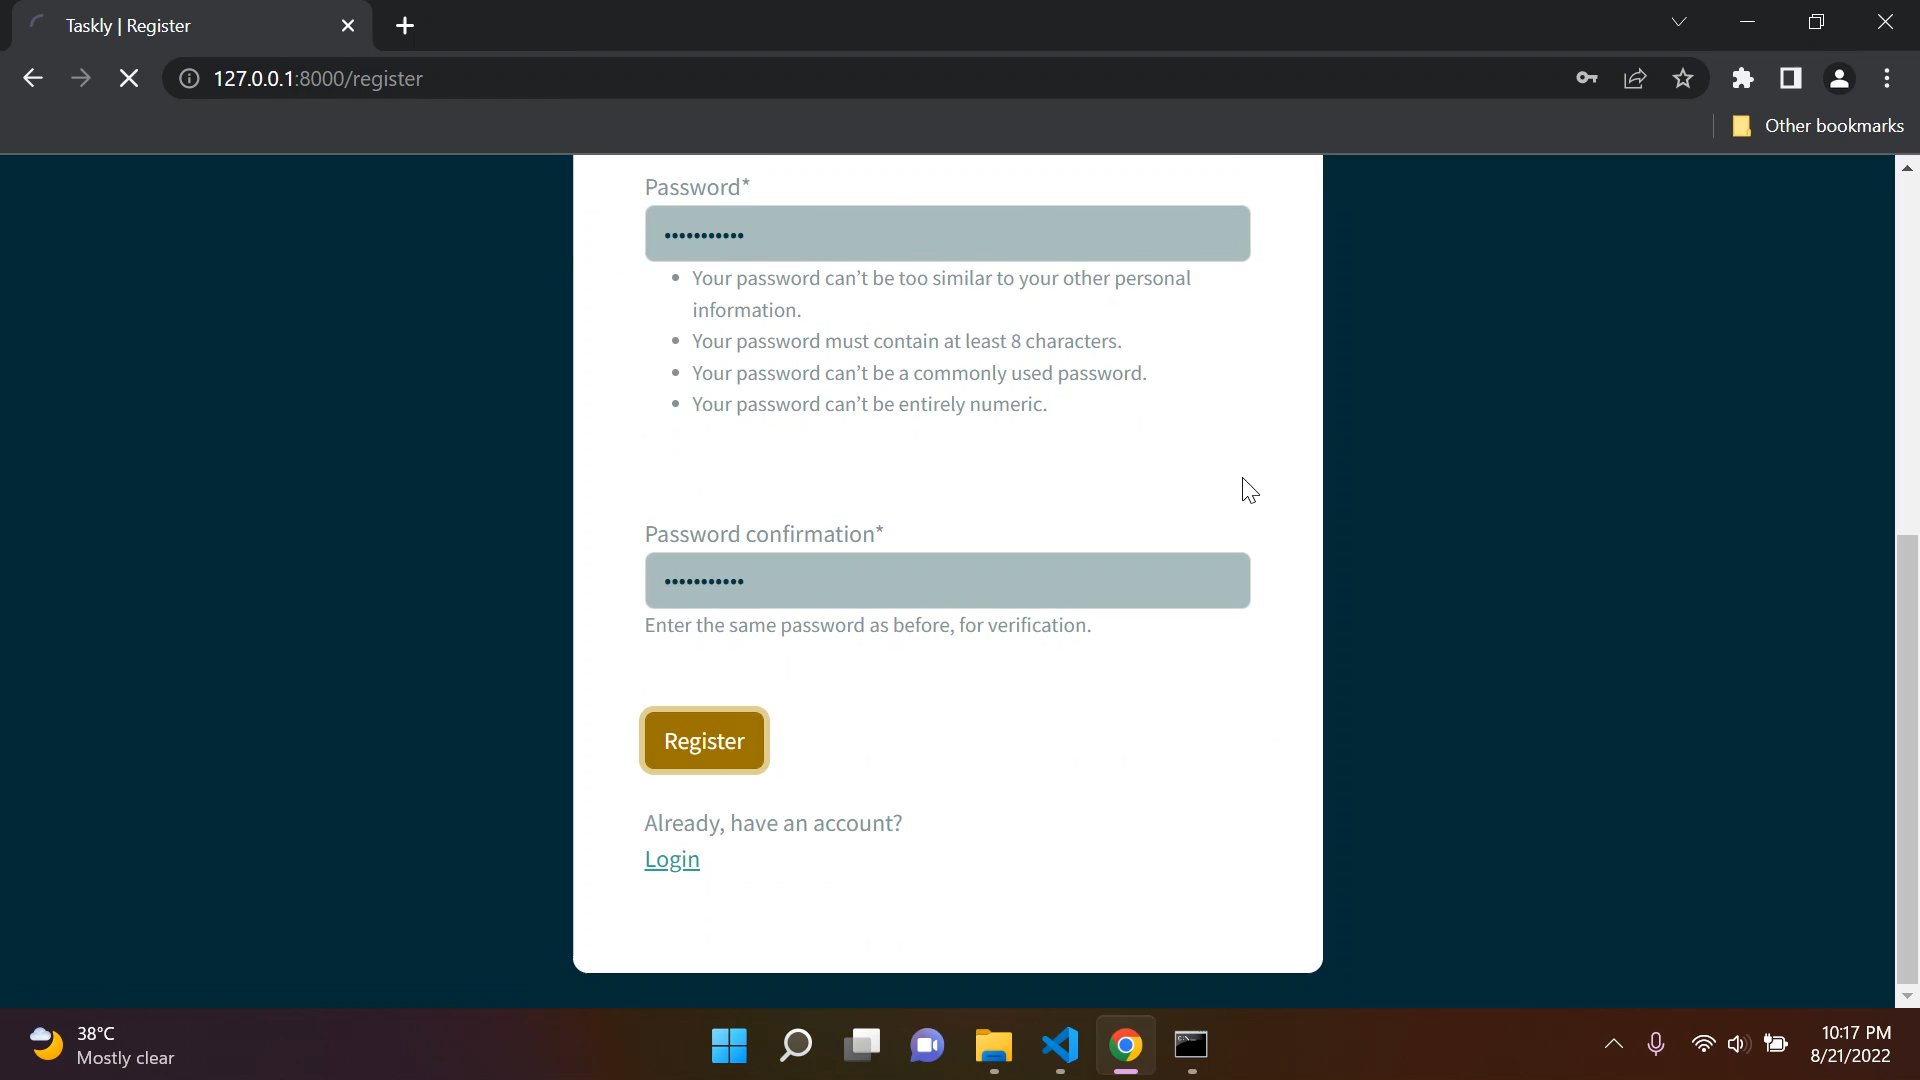 Taskly | Register
127.0.0.1:8000/register
Other bookmarks
Password*
•••••••••••
• Your password can’t be too similar to your other personal
information.
• Your password must contain at least 8 characters.
• Your password can’t be a commonly used password.
• Your password can’t be entirely numeric.
Password confirmation*
•••••••••••
Enter the same password as before, for verification.
Register
Already, have an account?
Login
38°C
Mostly clear
10:17 PM
8/21/2022